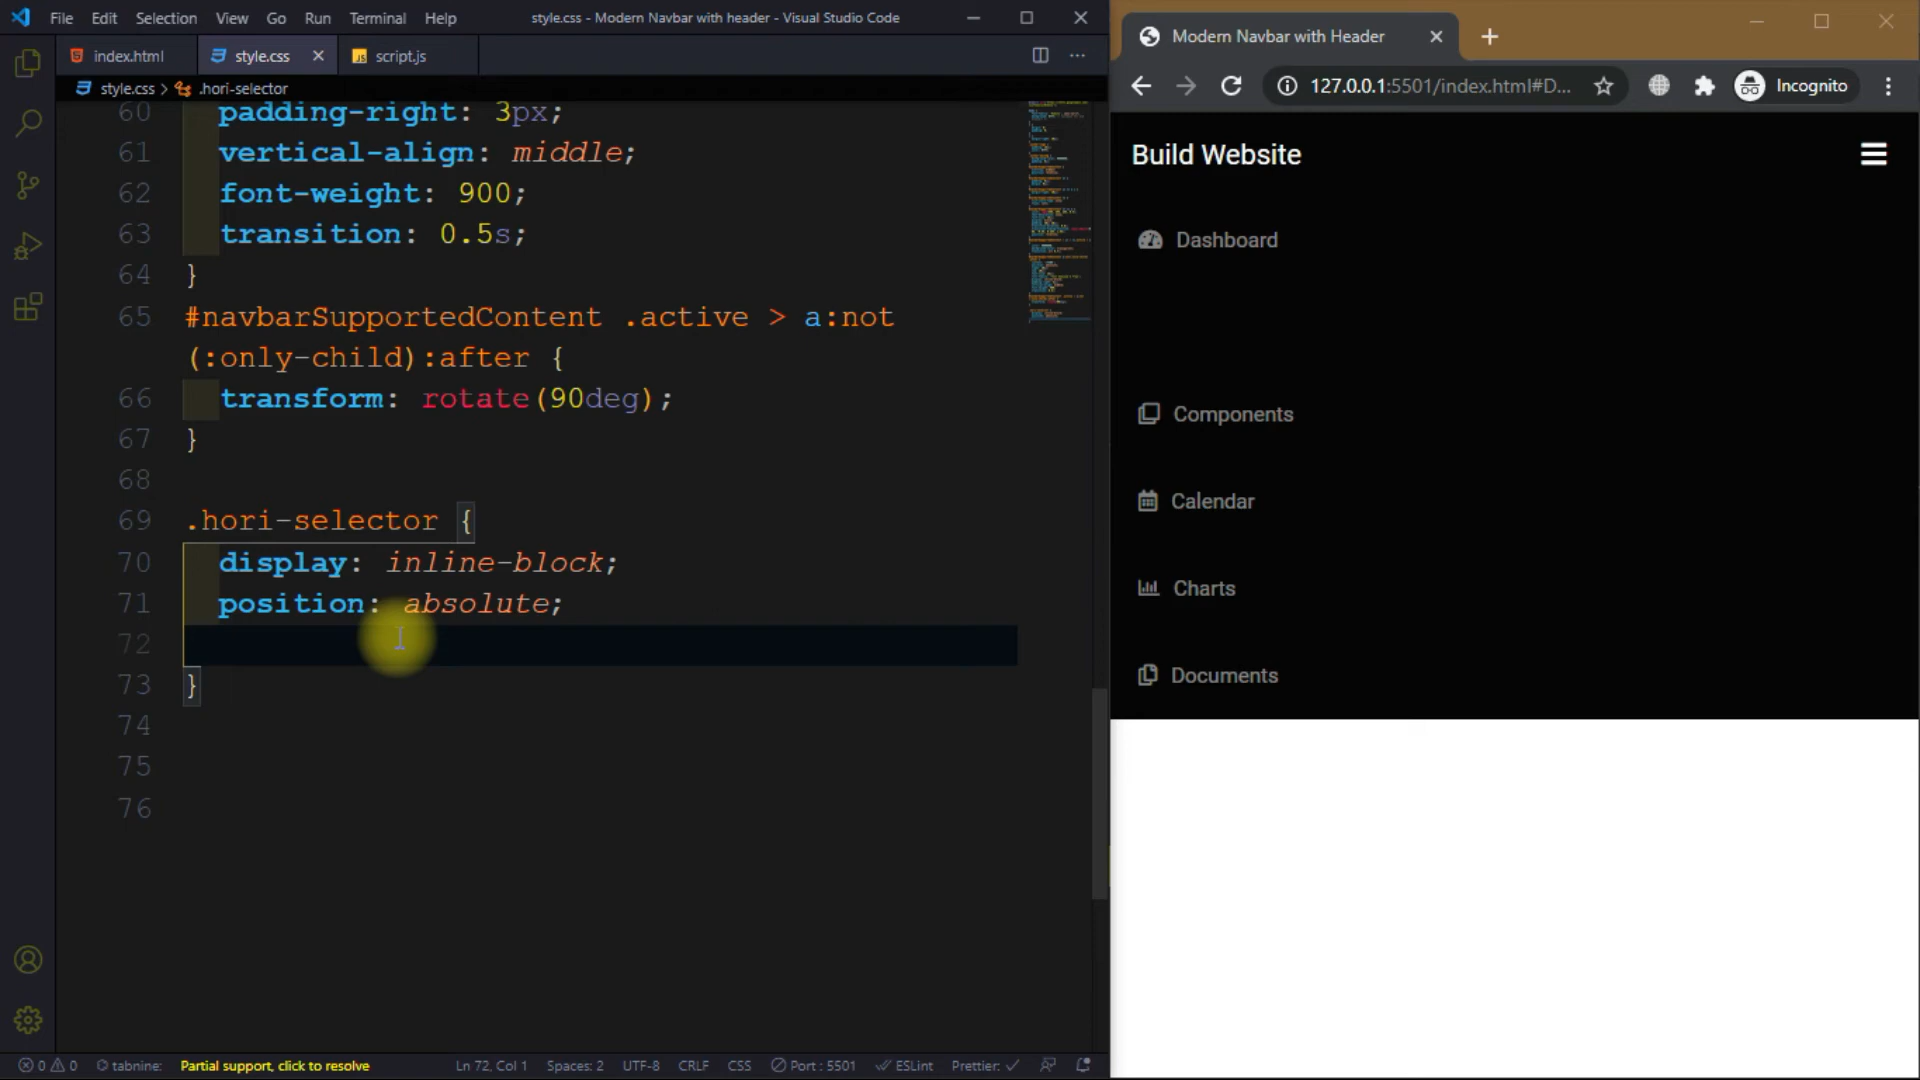 File Edit Selection View Go Run Terminal Help
style.css - Modern Navbar with header - Visual Studio Code
index.html
style.css
script.js
style.css > .hori-selector
60 padding-right: 3px;
61 vertical-align: middle;
62 font-weight: 900;
63 transition: 0.5s;
64 }
65 #navbarSupportedContent .active > a:not
(:only-child):after {
66 transform: rotate(90deg);
67 }
68
69 .hori-selector {
70 display: inline-block;
71 position: absolute;
72
73 }
74
75
76
0 0 tabnine: Partial support, click to resolve Ln 72, Col 1 Spaces: 2 UTF-8 CRLF CSS Port : 5501 ESLint Prettier:
Modern Navbar with Header
127.0.0.1:5501/index.html#D... Incognito
Build Website
Dashboard
Components
Calendar
Charts
Documents